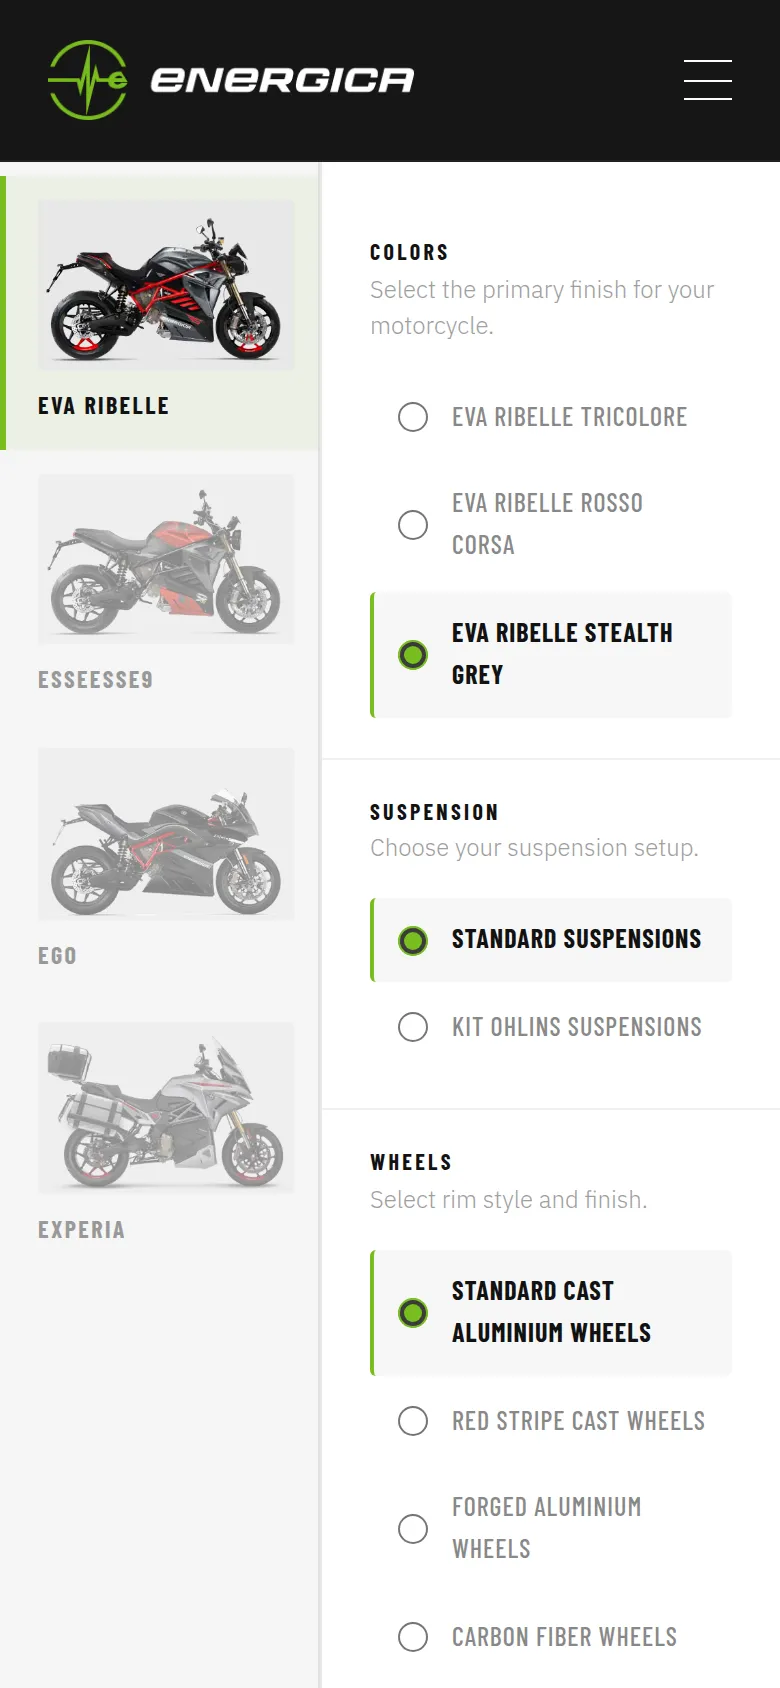 ENERGICA
EVA RIBELLE
ESSEESSE9
EGO
EXPERIA
COLORS
Select the primary finish for your
motorcycle.
EVA RIBELLE TRICOLORE
EVA RIBELLE ROSSO
CORSA
EVA RIBELLE STEALTH
GREY
SUSPENSION
Choose your suspension setup.
STANDARD SUSPENSIONS
KIT OHLINS SUSPENSIONS
WHEELS
Select rim style and finish.
STANDARD CAST
ALUMINIUM WHEELS
RED STRIPE CAST WHEELS
FORGED ALUMINIUM
WHEELS
CARBON FIBER WHEELS